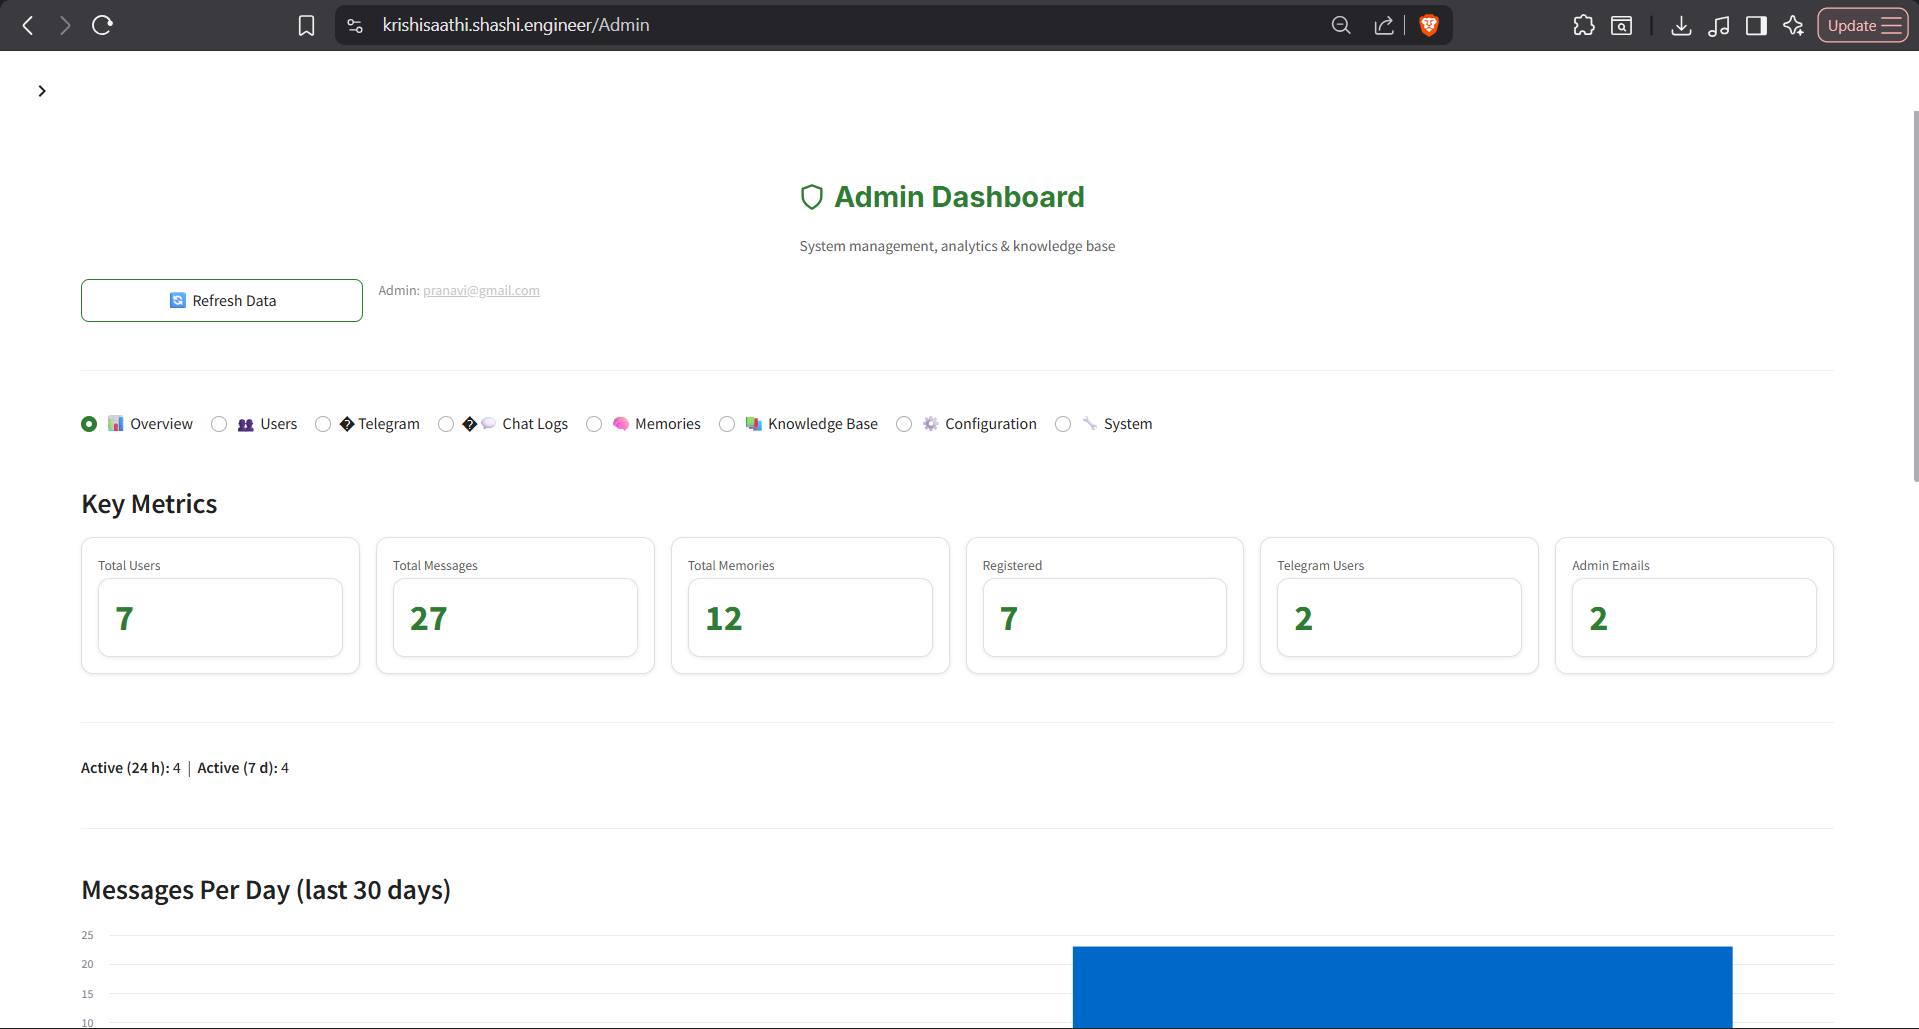 krishisaathi.shashi.engineer/Admin
Update
Admin Dashboard
System management, analytics & knowledge base
Refresh Data
Admin: pranavi@gmail.com
Overview Users � Telegram � Chat Logs Memories Knowledge Base Configuration System
Key Metrics
Total Users Total Messages Total Memories Registered Telegram Users Admin Emails
7 27 12 7 2 2
Active (24 h): 4 | Active (7 d): 4
Messages Per Day (last 30 days)
25
20
15
10